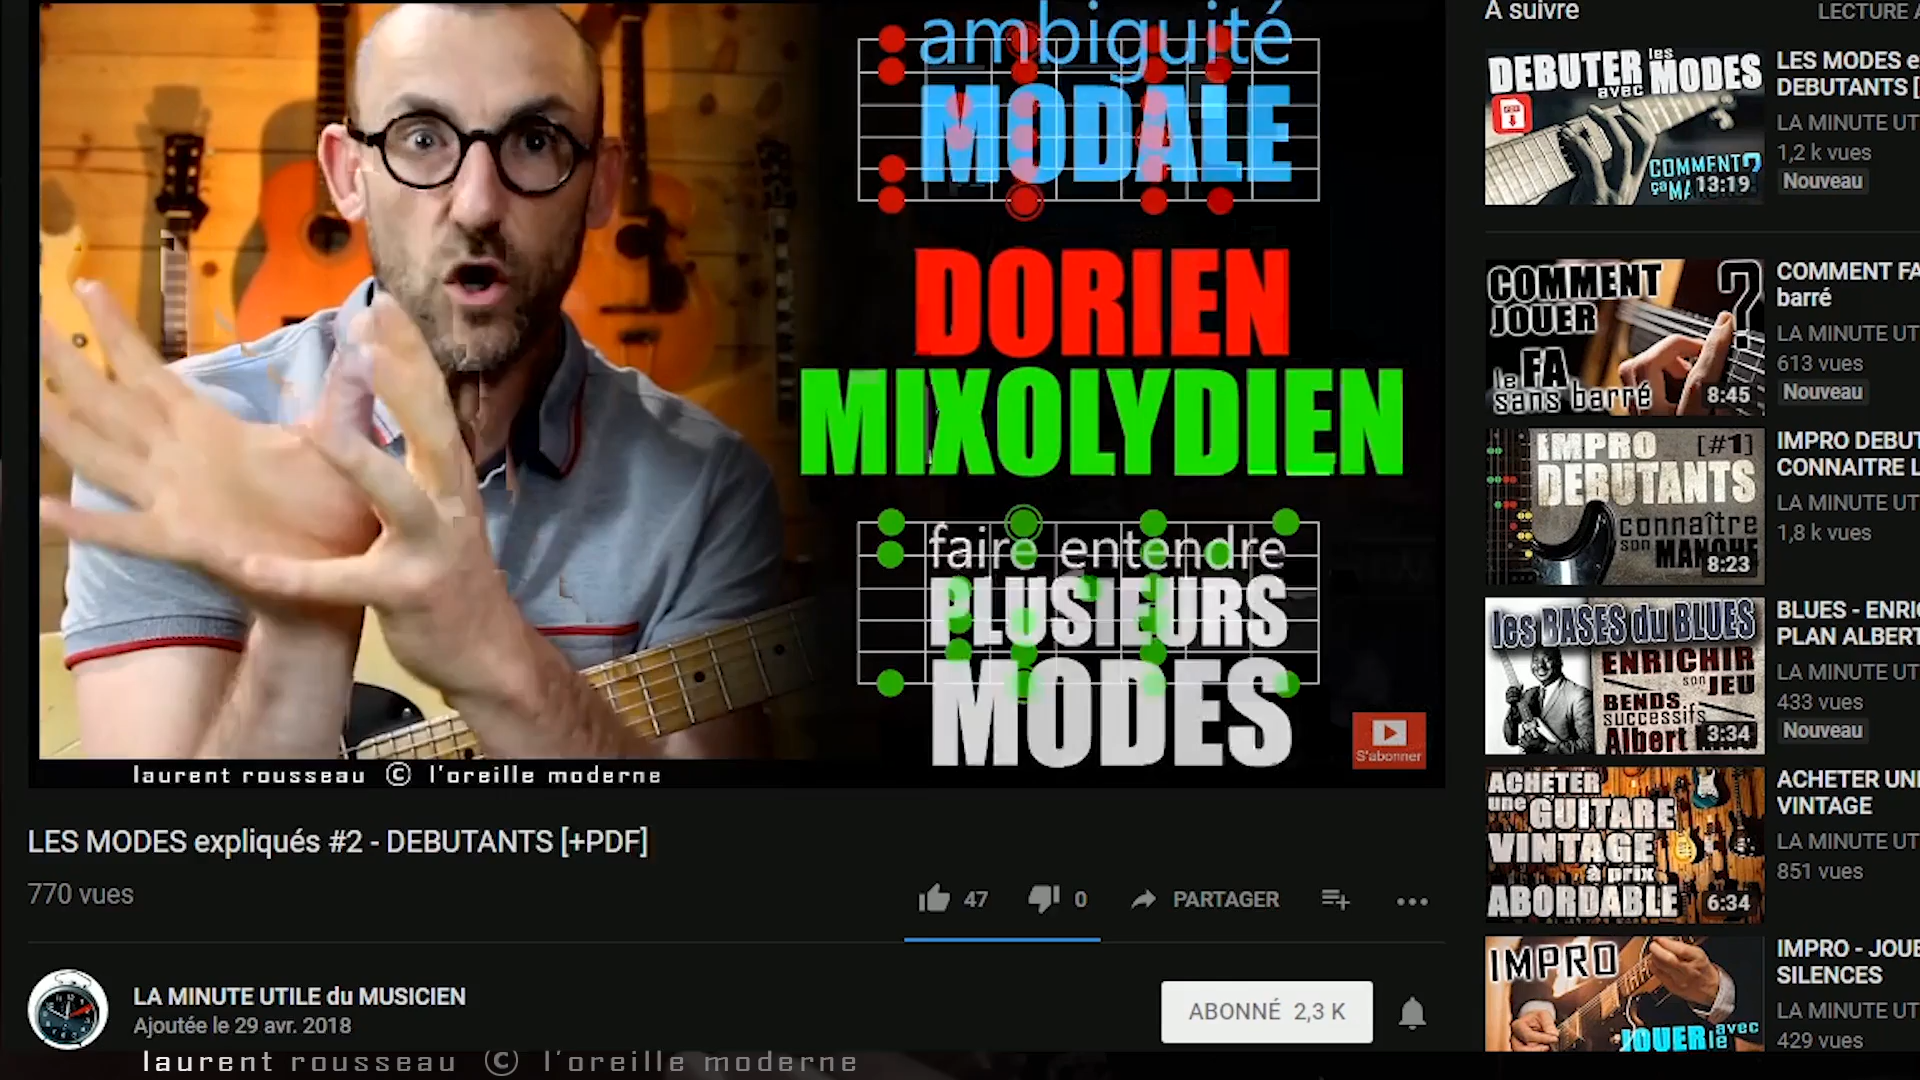 ambiguité
MODALE
DORIEN
MIXOLYDIEN
faire entendre
PLUSIEURS
MODES
S'abonner
laurent rousseau © l'oreille moderne
LES MODES expliqués #2 - DEBUTANTS [+PDF]
770 vues
47
0
PARTAGER
LA MINUTE UTILE du MUSICIEN
Ajoutée le 29 avr. 2018
ABONNÉ 2,3 K
laurent rousseau © l'oreille moderne
À suivre
LECTURE A
DEBUTER les
avec MODES
COMMENT?
ça MA
13:19
LES MODES e
DEBUTANTS [
LA MINUTE UT
1,2 k vues
Nouveau
COMMENT ?
JOUER
le FA
sans barré
8:45
COMMENT FA
barré
LA MINUTE UT
613 vues
Nouveau
IMPRO [#1]
DEBUTANTS
connaître
son MANCHE
8:23
IMPRO DEBUT
CONNAITRE L
LA MINUTE UT
1,8 k vues
les BASES du BLUES
ENRICHIR
son JEU
BENDS
successifs
Albert
3:34
BLUES - ENRIC
PLAN ALBERT
LA MINUTE UT
433 vues
Nouveau
ACHETER
une GUITARE
VINTAGE
à prix
ABORDABLE
6:34
ACHETER UNE
VINTAGE
LA MINUTE UT
851 vues
IMPRO
JOUER avec
le
IMPRO - JOUE
SILENCES
LA MINUTE UT
429 vues